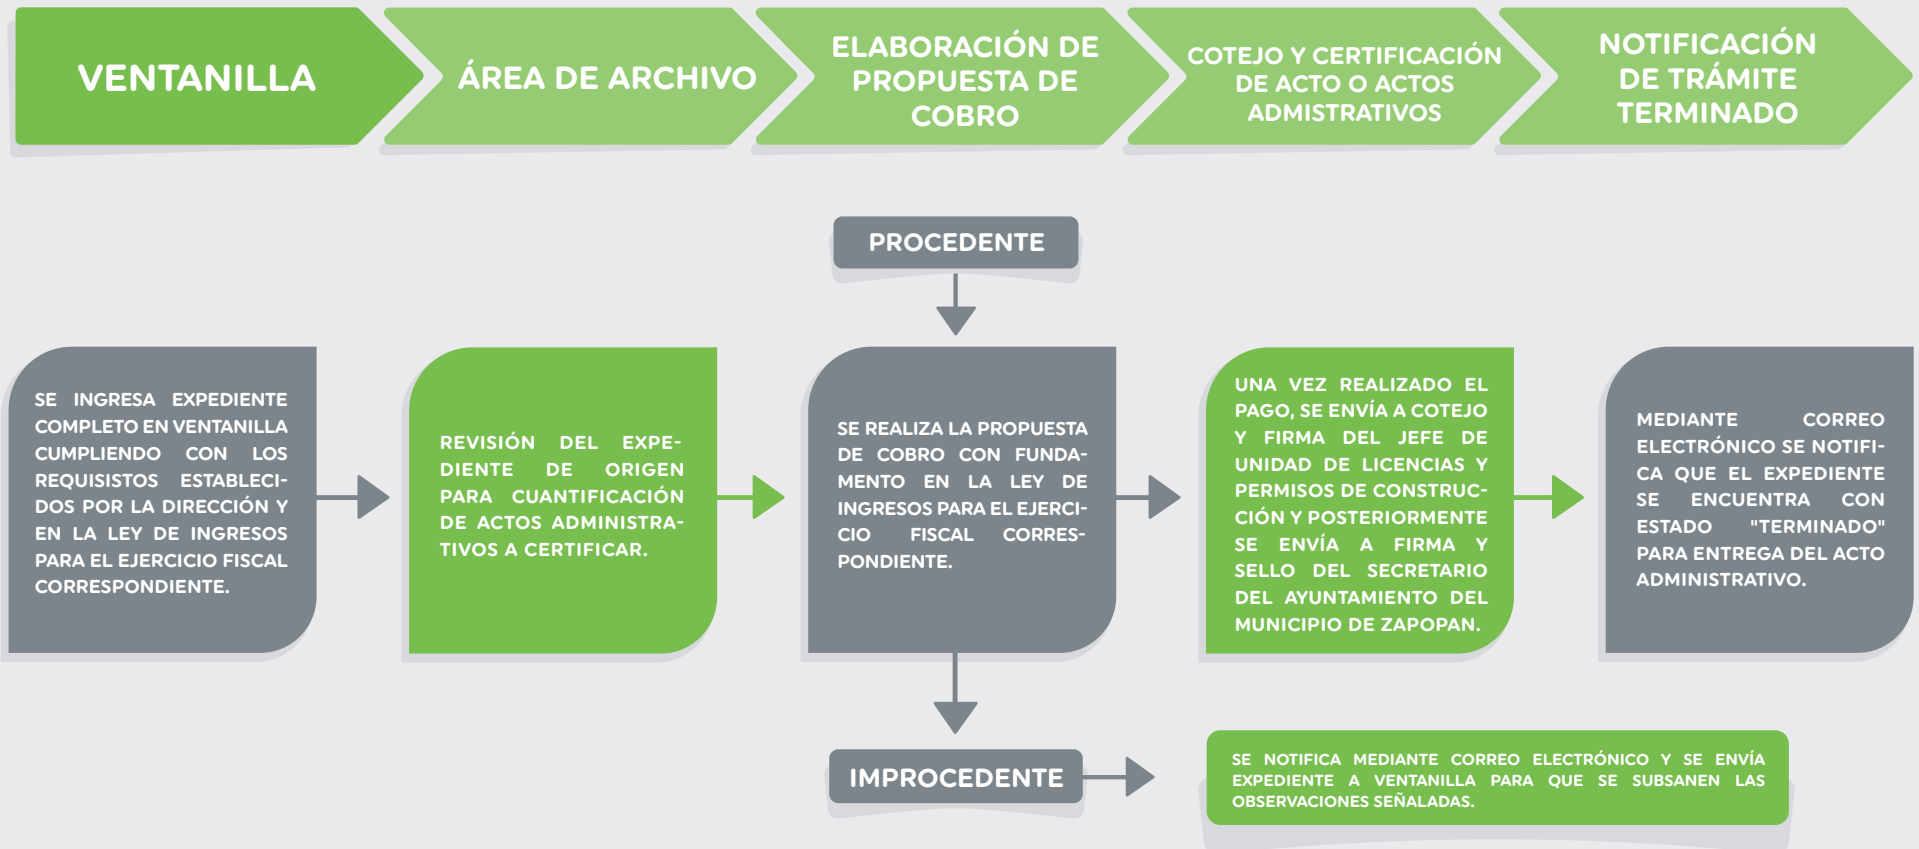 VENTANILLA
ÁREA DE ARCHIVO
ELABORACIÓN DE
PROPUESTA DE
COBRO
COTEJO Y CERTIFICACIÓN
DE ACTO O ACTOS
ADMISTRATIVOS
NOTIFICACIÓN
DE TRÁMITE
TERMINADO
PROCEDENTE
SE INGRESA EXPEDIENTE
COMPLETO EN VENTANILLA
CUMPLIENDO CON LOS
REQUISISTOS ESTABLECI-
DOS POR LA DIRECCIÓN Y
EN LA LEY DE INGRESOS
PARA EL EJERCICIO FISCAL
CORRESPONDIENTE.
REVISIÓN DEL EXPE-
DIENTE DE ORIGEN
PARA CUANTIFICACIÓN
DE ACTOS ADMINISTRA-
TIVOS A CERTIFICAR.
SE REALIZA LA PROPUESTA
DE COBRO CON FUNDA-
MENTO EN LA LEY DE
INGRESOS PARA EL EJERCI-
CIO FISCAL CORRES-
PONDIENTE.
UNA VEZ REALIZADO EL
PAGO, SE ENVÍA A COTEJO
Y FIRMA DEL JEFE DE
UNIDAD DE LICENCIAS Y
PERMISOS DE CONSTRUC-
CIÓN Y POSTERIORMENTE
SE ENVÍA A FIRMA Y
SELLO DEL SECRETARIO
DEL AYUNTAMIENTO DEL
MUNICIPIO DE ZAPOPAN.
MEDIANTE CORREO
ELECTRÓNICO SE NOTIFI-
CA QUE EL EXPEDIENTE
SE ENCUENTRA CON
ESTADO "TERMINADO"
PARA ENTREGA DEL ACTO
ADMINISTRATIVO.
IMPROCEDENTE
SE NOTIFICA MEDIANTE CORREO ELECTRÓNICO Y SE ENVÍA
EXPEDIENTE A VENTANILLA PARA QUE SE SUBSANEN LAS
OBSERVACIONES SEÑALADAS.